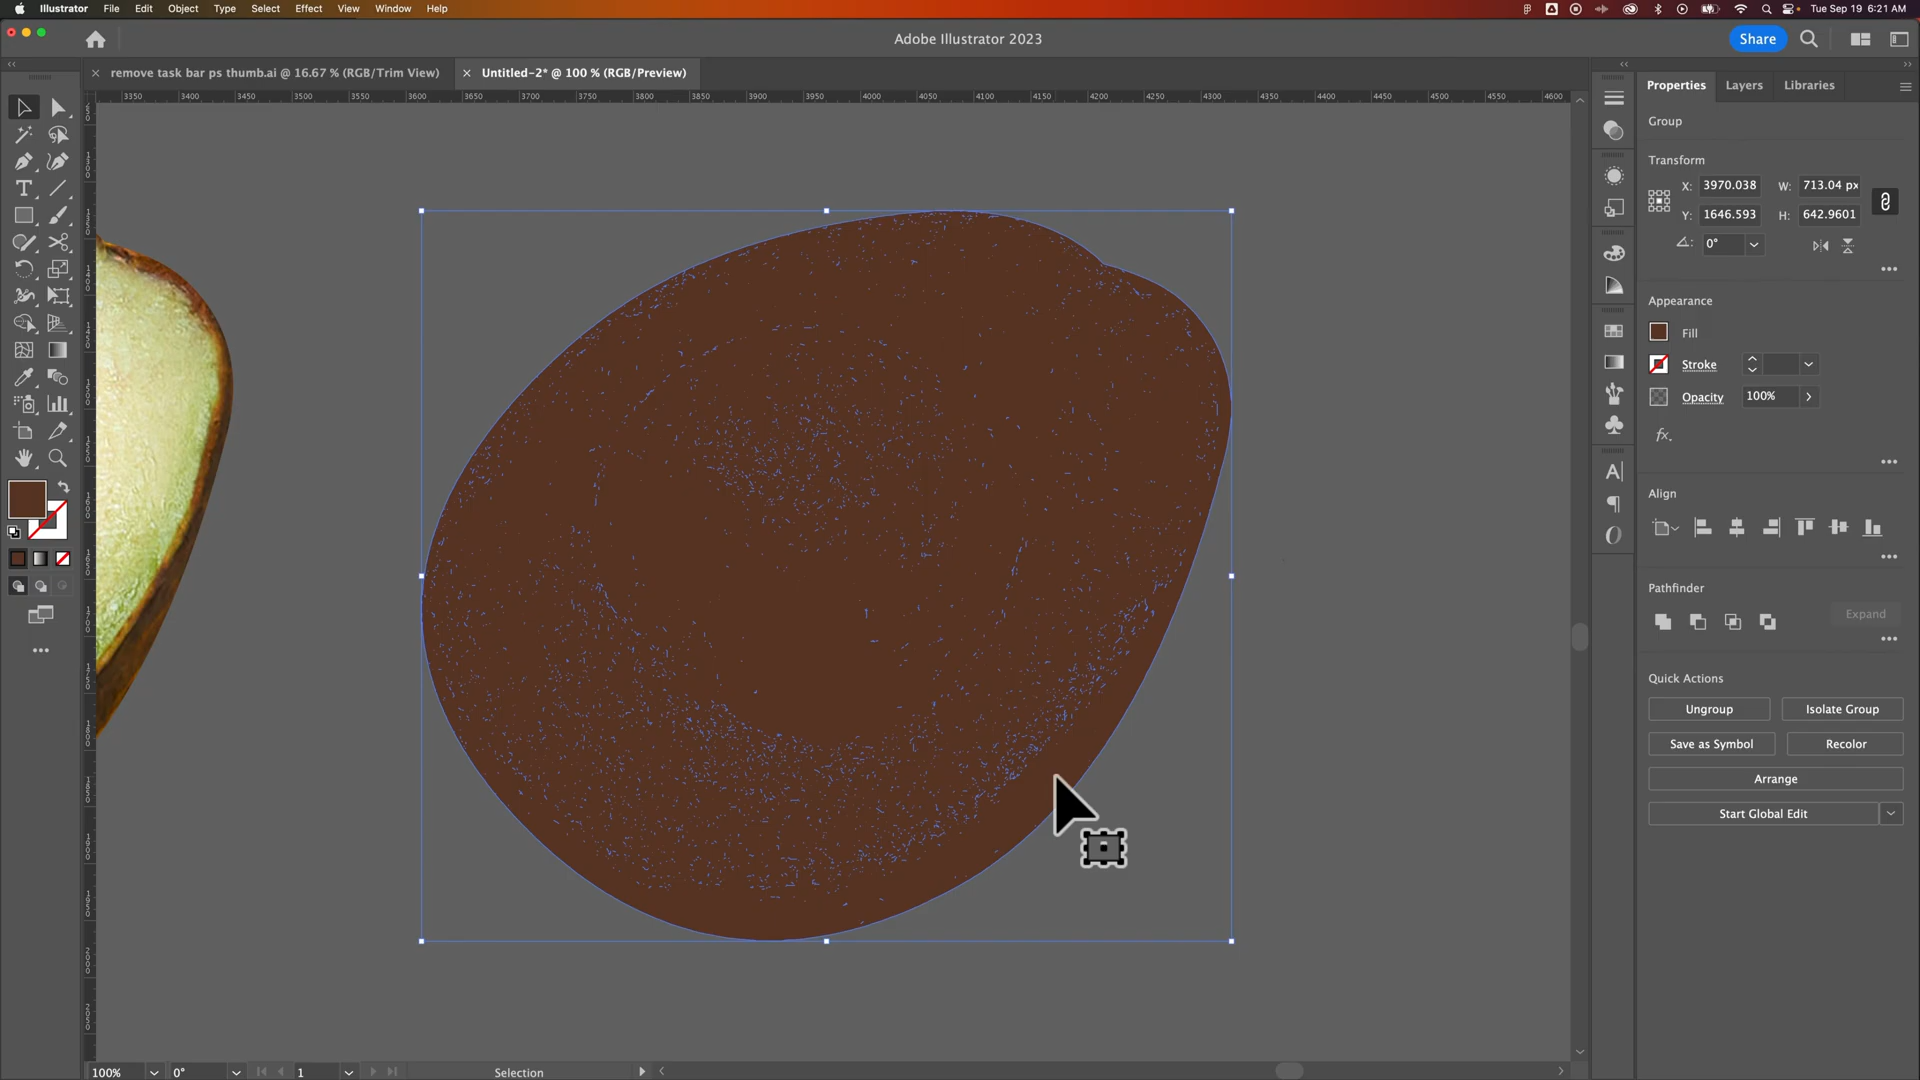 Illustrator File Edit Object Type Select Effect View Window Help Tue Sep 19 6:21 AM
Adobe Illustrator 2023 Share
remove task bar ps thumb.ai @ 16.67 % (RGB/Trim View) Untitled-2* @ 100 % (RGB/Preview)
3350 3400 3450 3500 3550 3600 3650 3700 3750 3800 3850 3900 3950 4000 4050 4100 4150 4200 4250 4300 4350 4400 4450 4500 4550 4600
Properties Layers Libraries
Group
Transform
X: 3970.038 W: 713.04 px
Y: 1646.593 H: 642.9601
0°
Appearance
Fill
Stroke
Opacity 100%
fx.
Align
Pathfinder
Expand
Quick Actions
Ungroup Isolate Group
Save as Symbol Recolor
Arrange
Start Global Edit
100% 0° 1 Selection